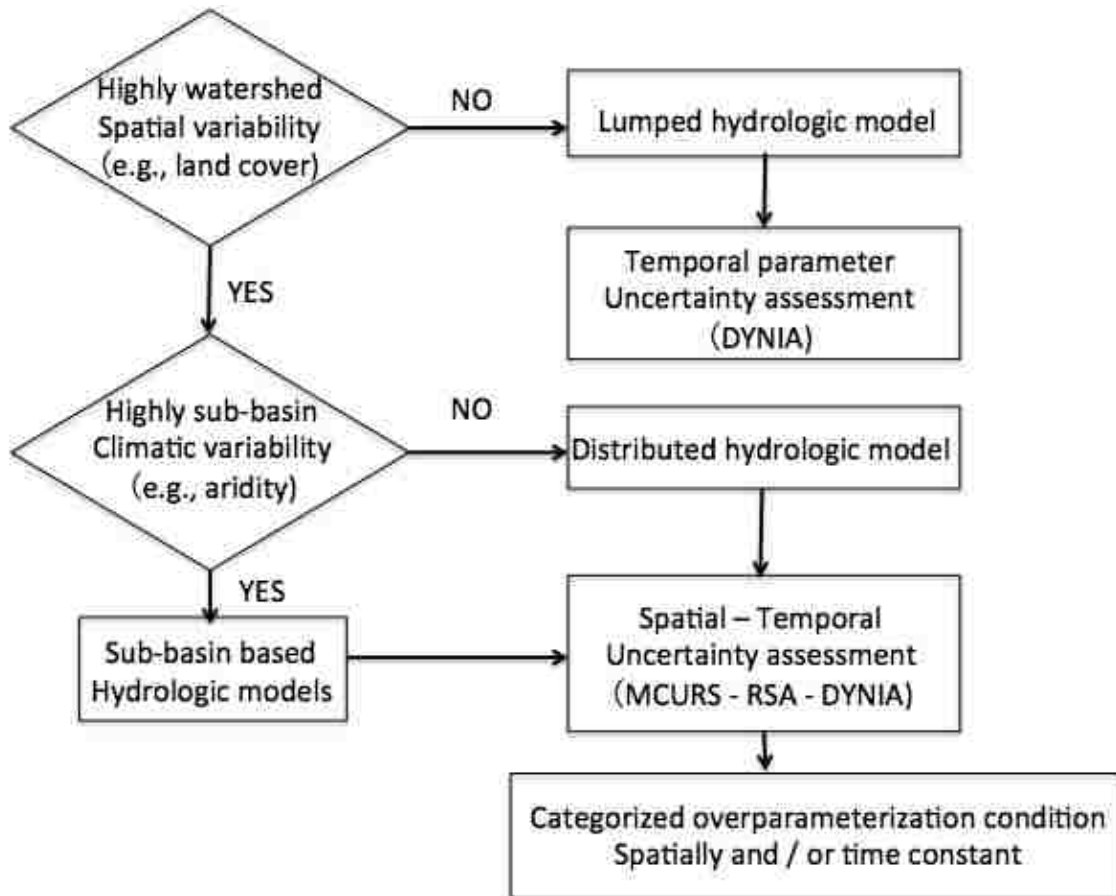 Highly watershed
Spatial variability
(e.g., land cover)
NO
Lumped hydrologic model
Temporal parameter
Uncertainty assessment
(DYNIA)
YES
Highly sub-basin
Climatic variability
(e.g., aridity)
NO
Distributed hydrologic model
YES
Sub-basin based
Hydrologic models
Spatial – Temporal
Uncertainty assessment
(MCURS - RSA - DYNIA)
Categorized overparameterization condition
Spatially and / or time constant